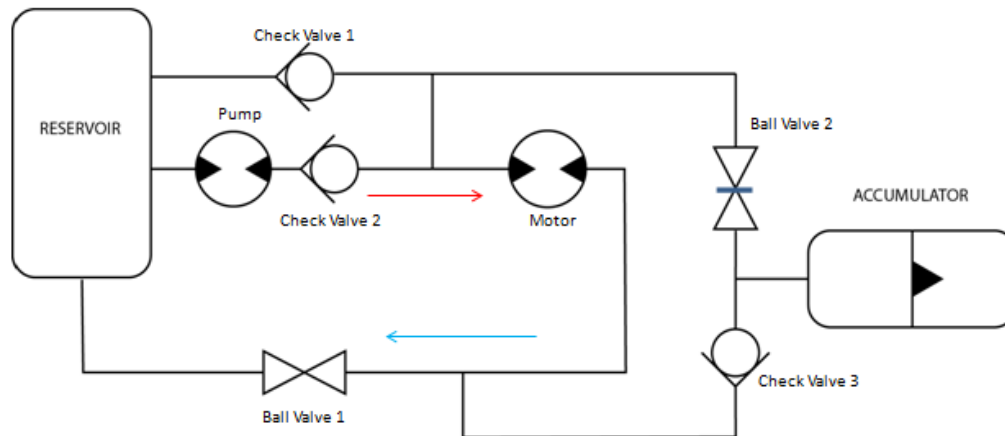 Check Valve 1
Pump
RESERVOIR
Ball Valve 2
ACCUMULATOR
Check Valve 2
Motor
Check Valve 3
Ball Valve 1